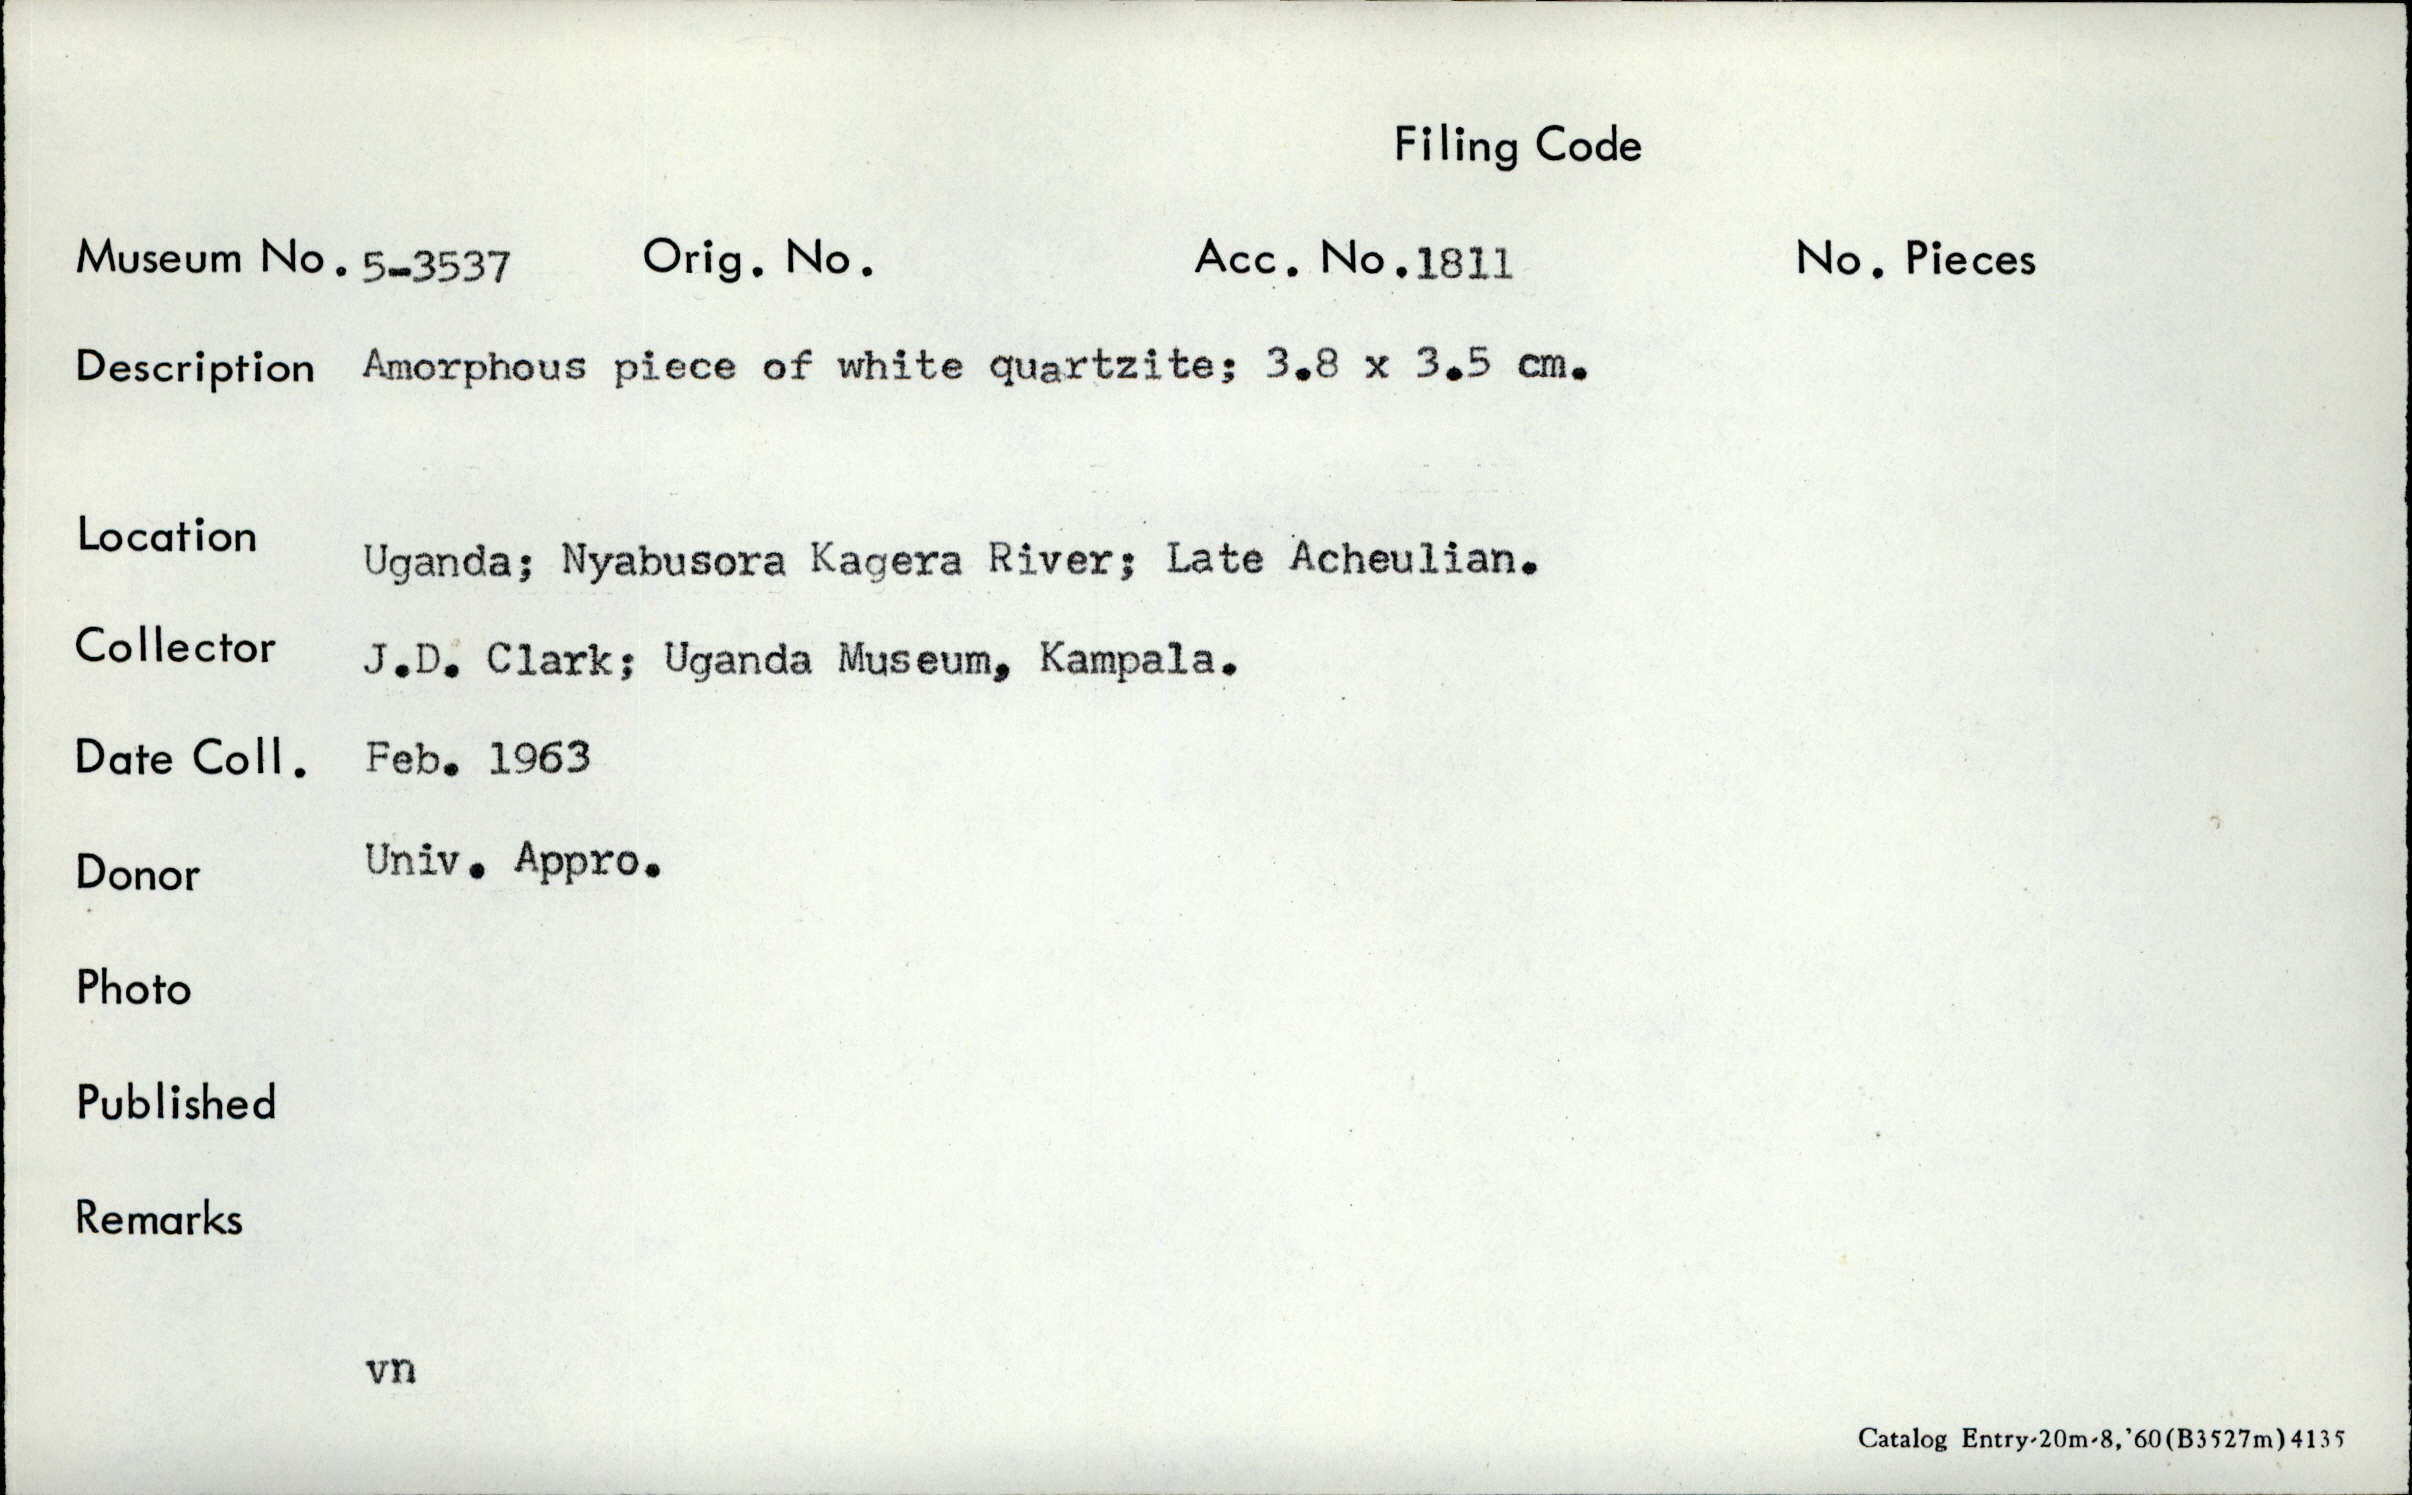 Filing Code
Museum No. 5-3537 Orig. No. Acc. No. 1811 No. Pieces
Description Amorphous piece of white quartzite; 3.8 x 3.5 cm.
Location Uganda; Nyabusora Kagera River; Late Acheulian.
Collector J.D. Clark; Uganda Museum, Kampala.
Date Coll. Feb. 1963
Donor Univ. Appro.
Photo
Published
Remarks
vn
Catalog Entry-20m-8,'60(B3527m)4135